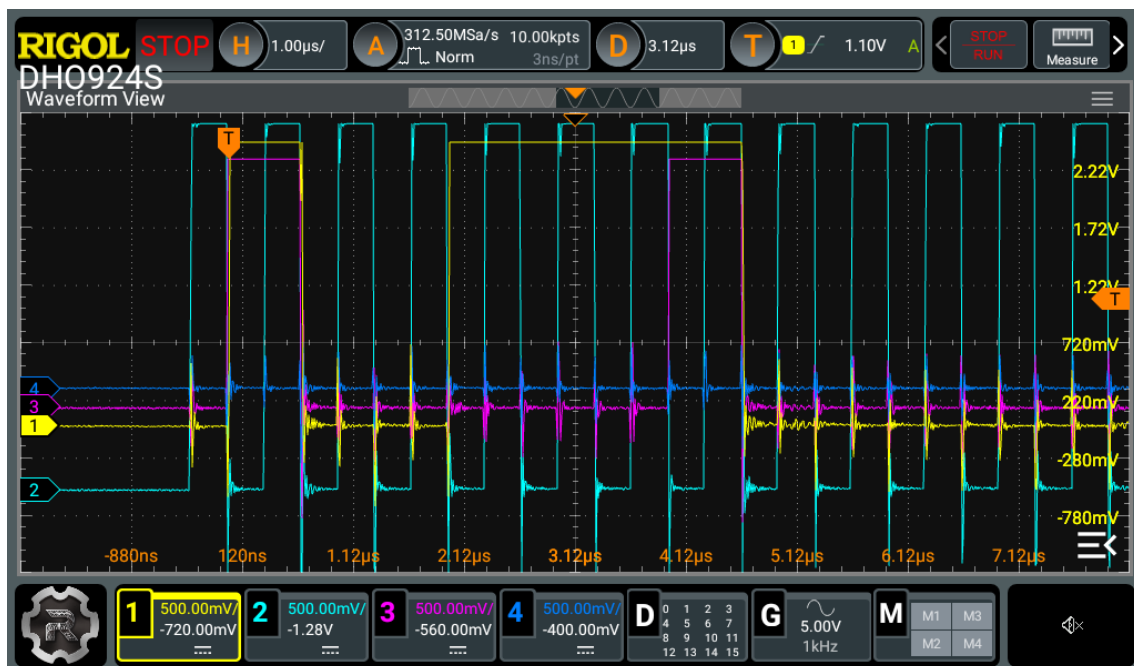 RIGOL STOP H 1.00µs/ A 312.50MSa/s 10.00kpts D 3.12µs T 1 1.10V A STOP
Norm 3ns/pt RUN Measure
DHO924S
Waveform View
T
2.22V
1.72V
1.22V
T
720mV
4
3
220mV
1
-280mV
2
-780mV
-880ns 120ns 1.12µs 2.12µs 3.12µs 4.12µs 5.12µs 6.12µs 7.12µs
1 500.00mV/ 2 500.00mV/ 3 500.00mV/ 4 500.00mV/ D 0 1 2 3 G M M1 M3
-720.00mV -1.28V -560.00mV -400.00mV 4 5 6 7 5.00V
8 9 10 11 1kHz M2 M4
12 13 14 15
R